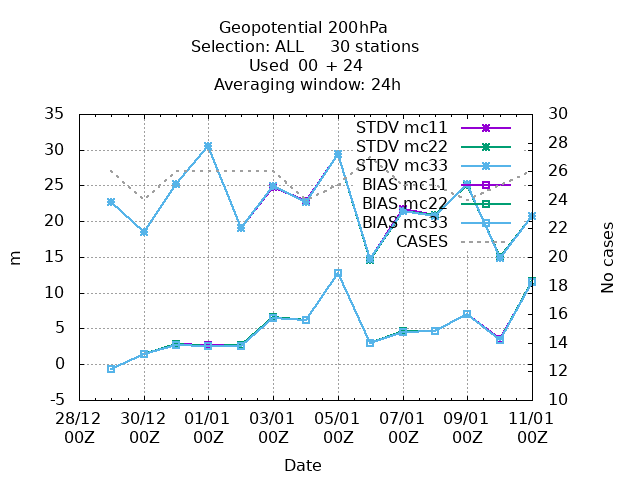 Geopotential 200hPa
Selection: ALL 30 stations
Used 00 + 24
Averaging window: 24h
35
30
25
20
15
10
5
0
-5
m
30
28
26
24
22
20
18
16
14
12
10
No cases
STDV mc11
STDV mc22
STDV mc33
BIAS mc11
BIAS mc22
BIAS mc33
CASES
28/12 30/12 01/01 03/01 05/01 07/01 09/01 11/01
00Z 00Z 00Z 00Z 00Z 00Z 00Z 00Z
Date